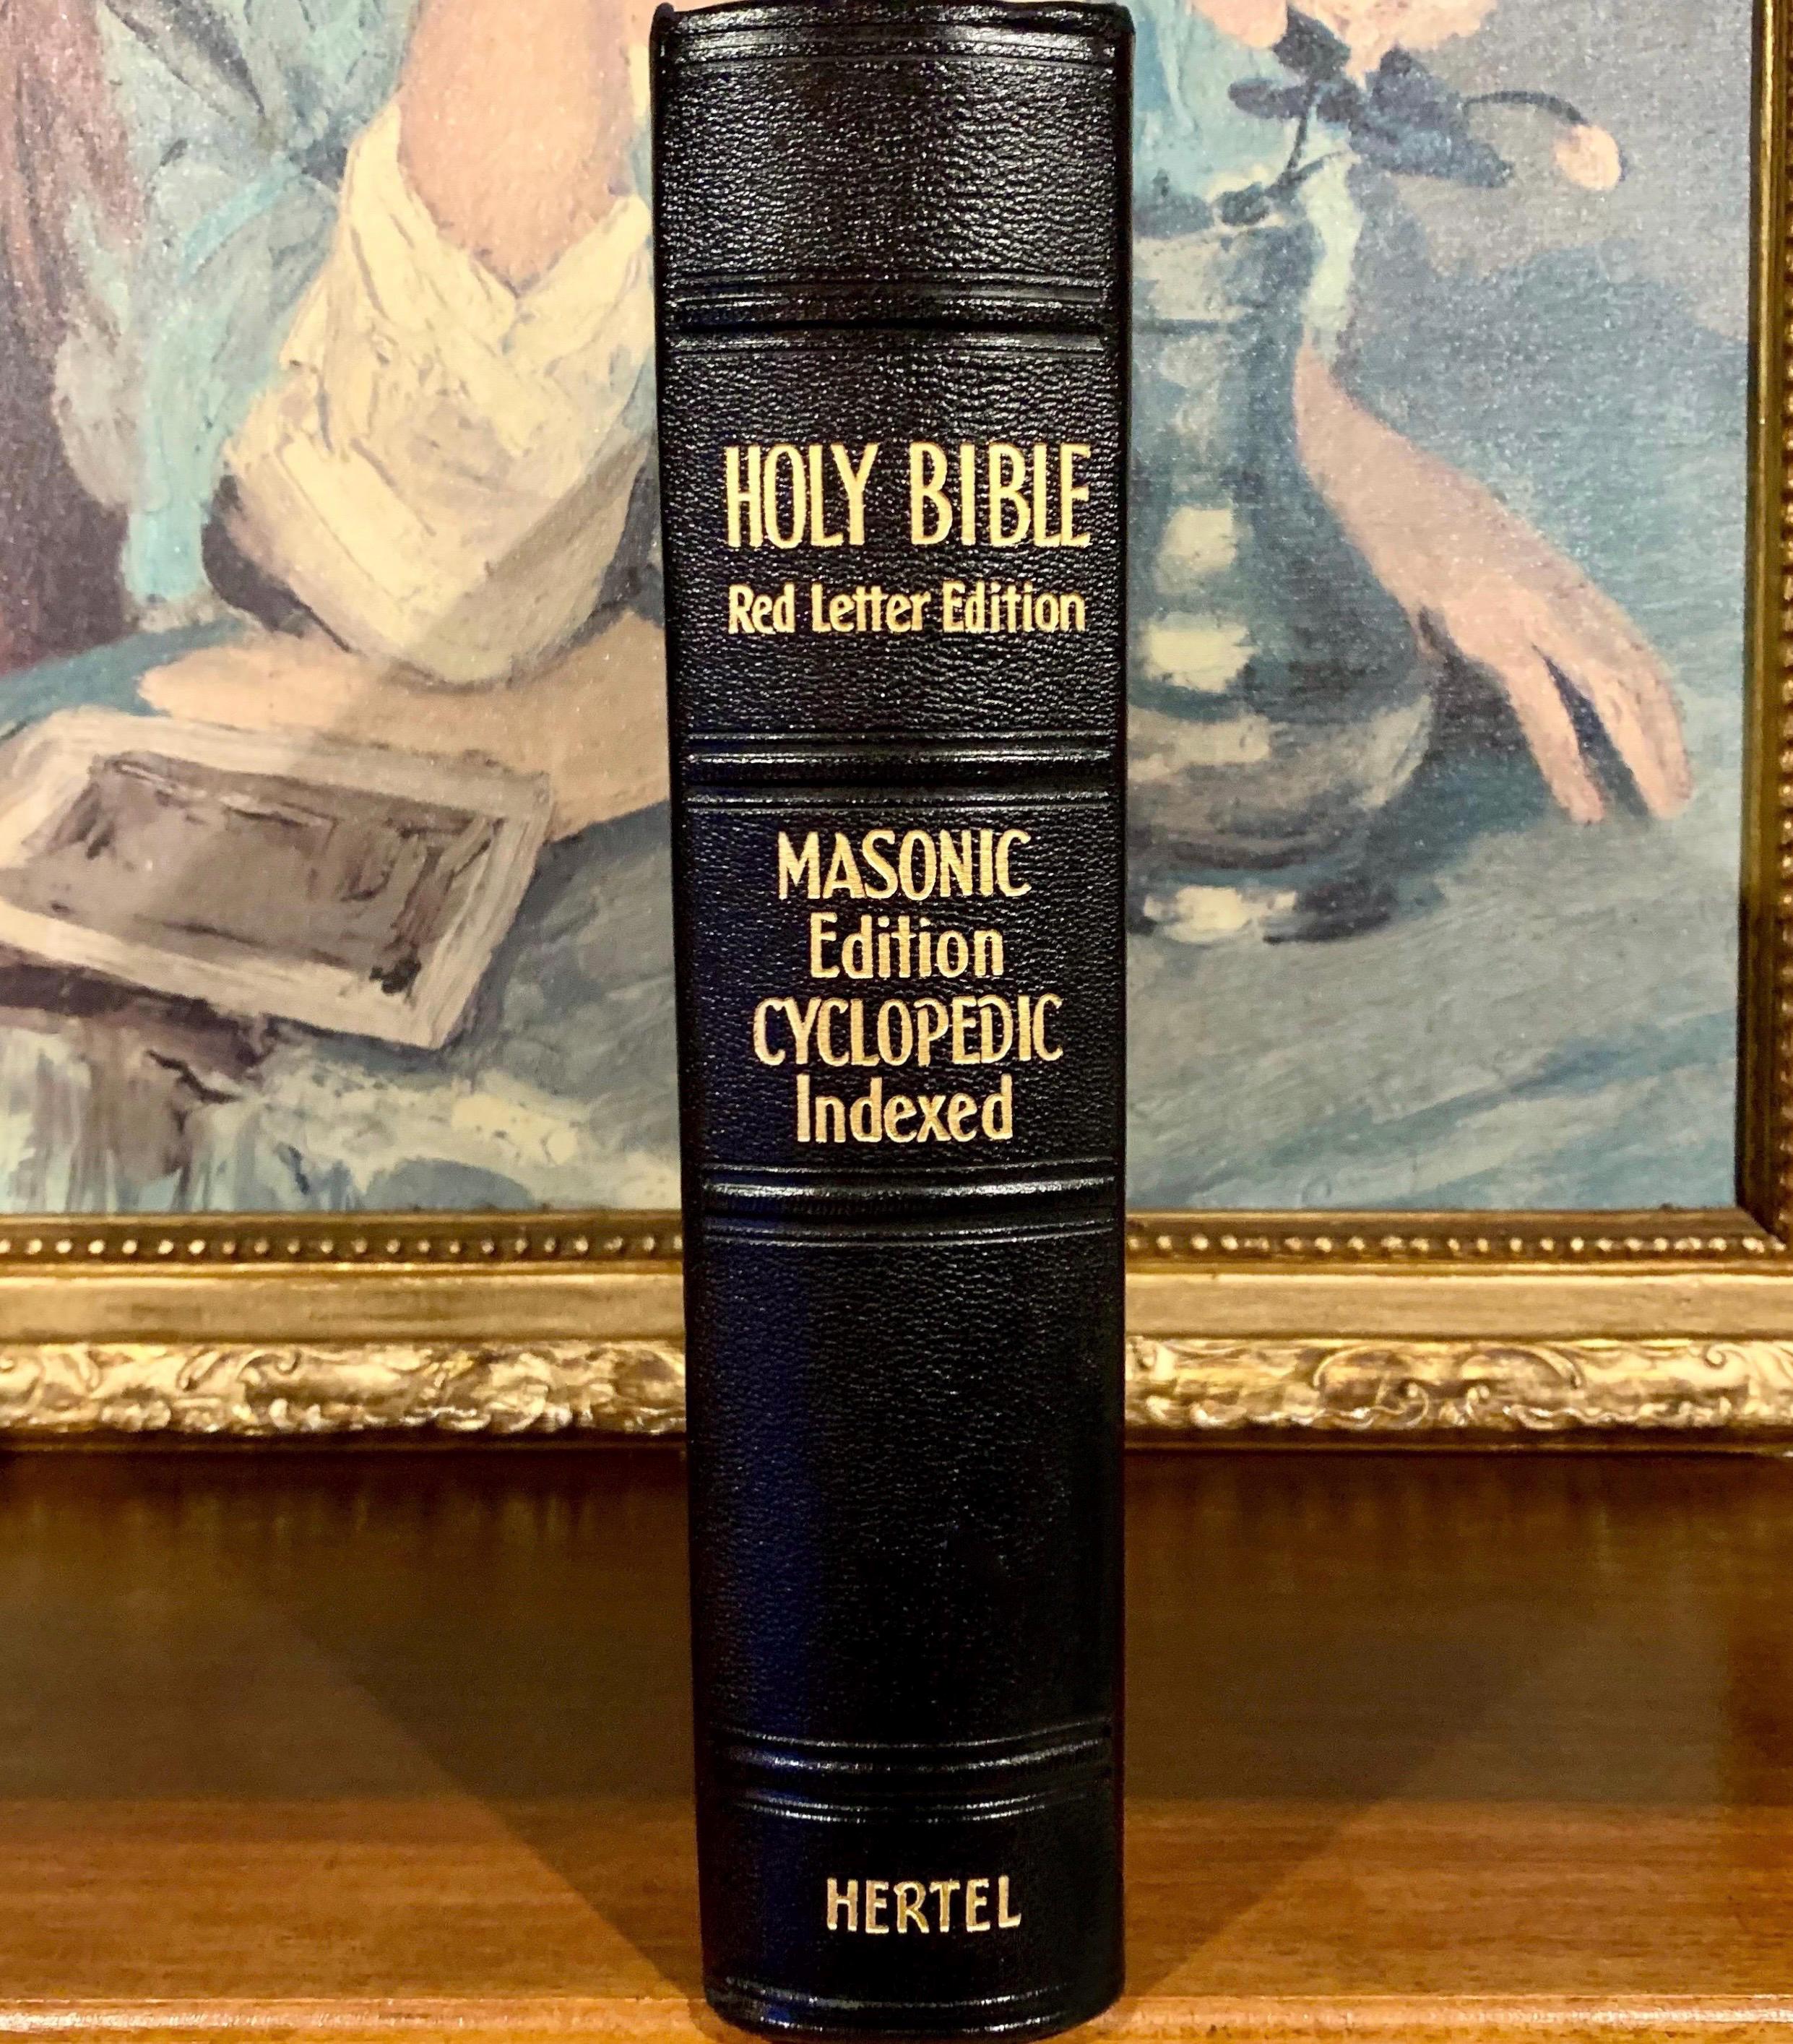 HOLY BIBLE
Red Letter Edition
MASONIC
Edition
CYCLOPEDIC
Indexed
HERTEL